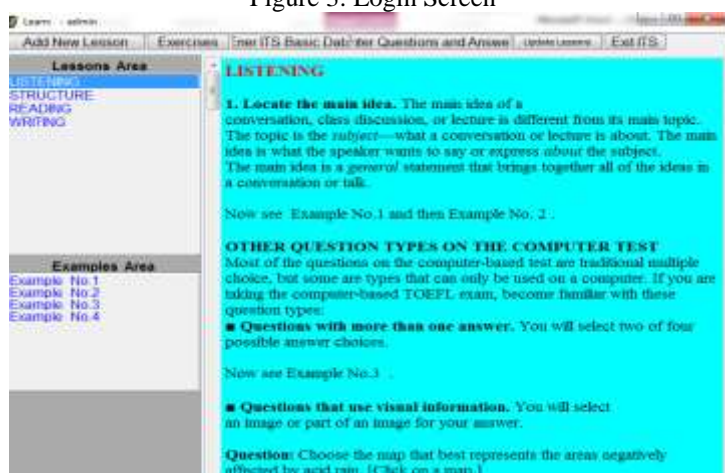 Figure 3: Login Screen
Learn - admin
Add New Lesson
Exercises
Enter ITS Basic Data
ter Questions and Answe
Update Lessons
Exit ITS
Lessons Area
LISTENING
STRUCTURE
READING
WRITING
Examples Area
Example No.1
Example No.2
Example No.3
Example No.4
LISTENING
1. Locate the main idea. The main idea of a
conversation, class discussion, or lecture is different from its main topic.
The topic is the subject—what a conversation or lecture is about. The main
idea is what the speaker wants to say or express about the subject.
The main idea is a general statement that brings together all of the ideas in
a conversation or talk.
Now see Example No.1 and then Example No. 2 .
OTHER QUESTION TYPES ON THE COMPUTER TEST
Most of the questions on the computer-based test are traditional multiple
choice, but some are types that can only be used on a computer. If you are
taking the computer-based TOEFL exam, become familiar with these
question types:
■ Questions with more than one answer. You will select two of four
possible answer choices.
Now see Example No.3 .
■ Questions that use visual information. You will select
an image or part of an image for your answer.
Question: Choose the map that best represents the areas negatively
affected by acid rain. [Click on a map.]